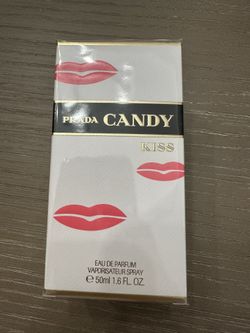 PRADA CANDY
KISS
EAU DE PARFUM
VAPORISATEUR SPRAY
℮ 50ml 1.6 FL. OZ.